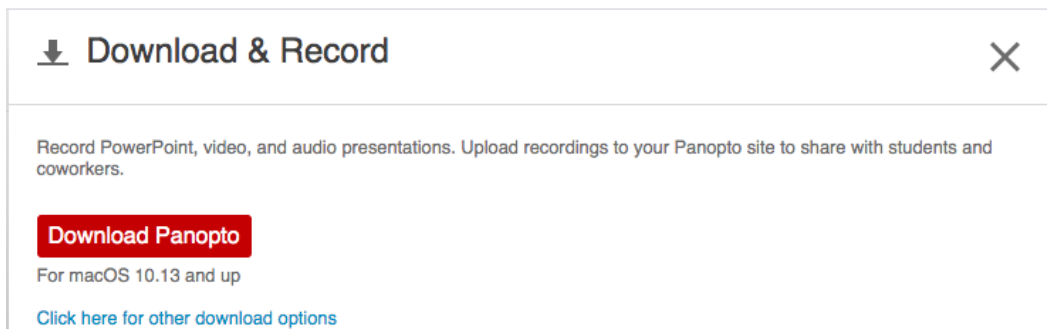 Download & Record
Record PowerPoint, video, and audio presentations. Upload recordings to your Panopto site to share with students and
coworkers.
Download Panopto
For macOS 10.13 and up
Click here for other download options